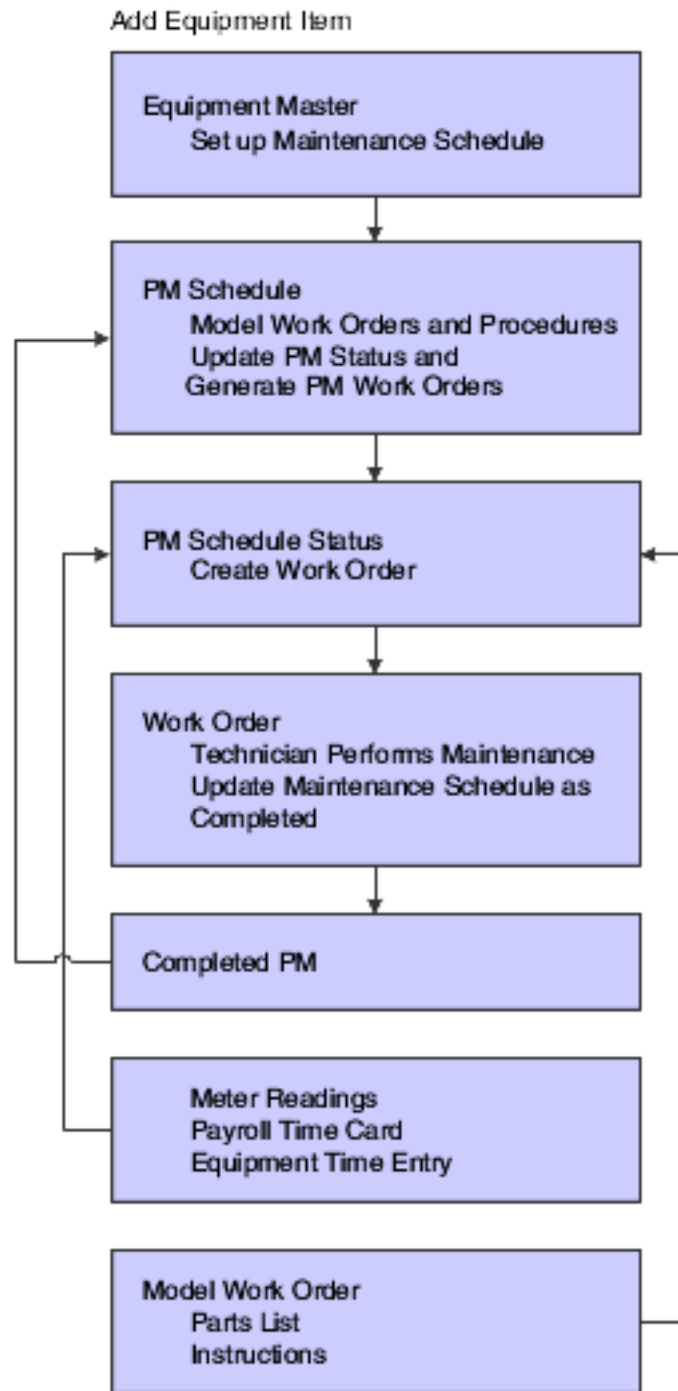 Add Equipment Item
Equipment Master
Set up Maintenance Schedule
PM Schedule
Model Work Orders and Procedures
Update PM Status and
Generate PM Work Orders
PM Schedule Status
Create Work Order
Work Order
Technician Performs Maintenance
Update Maintenance Schedule as
Completed
Completed PM
Meter Readings
Payroll Time Card
Equipment Time Entry
Model Work Order
Parts List
Instructions